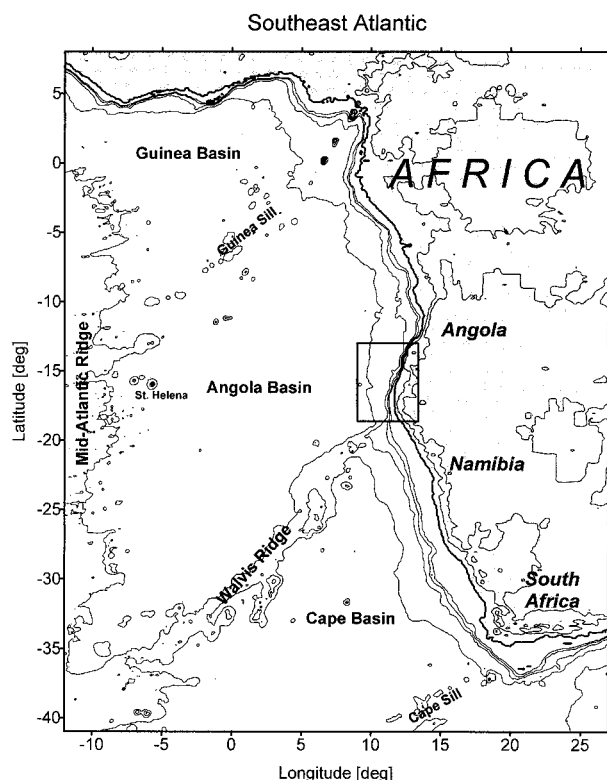 Southeast Atlantic
5
0
-5
-10
-15
-20
-25
-30
-35
-40
Latitude [deg]
Guinea Basin
AFRICA
Guinea Sill
Angola
Mid-Atlantic Ridge
St. Helena
Angola Basin
Namibia
Walvis Ridge
South
Africa
Cape Basin
Cape Sill
-10
-5
0
5
10
15
20
25
Longitude [deg]